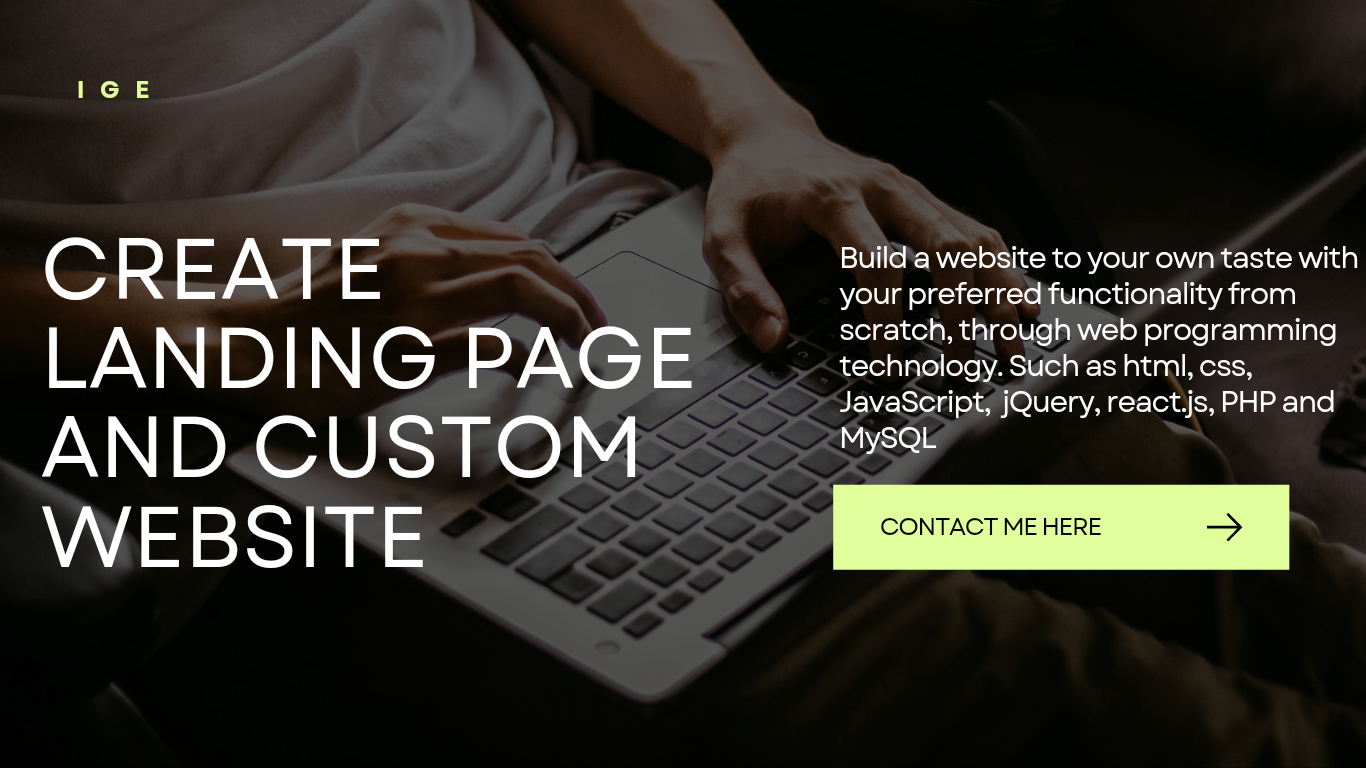 I G E
CREATE
LANDING PAGE
AND CUSTOM
WEBSITE
Build a website to your own taste with
your preferred functionality from
scratch, through web programming
technology. Such as html, css,
JavaScript,  jQuery, react.js, PHP and
MySQL
CONTACT ME HERE